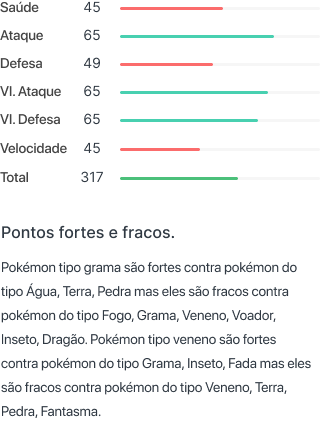 Saúde 45
Ataque 65
Defesa 49
Vl. Ataque 65
Vl. Defesa 65
Velocidade 45
Total 317
Pontos fortes e fracos.
Pokémon tipo grama são fortes contra pokémon do
tipo Água, Terra, Pedra mas eles são fracos contra
pokémon do tipo Fogo, Grama, Veneno, Voador,
Inseto, Dragão. Pokémon tipo veneno são fortes
contra pokémon do tipo Grama, Inseto, Fada mas eles
são fracos contra pokémon do tipo Veneno, Terra,
Pedra, Fantasma.